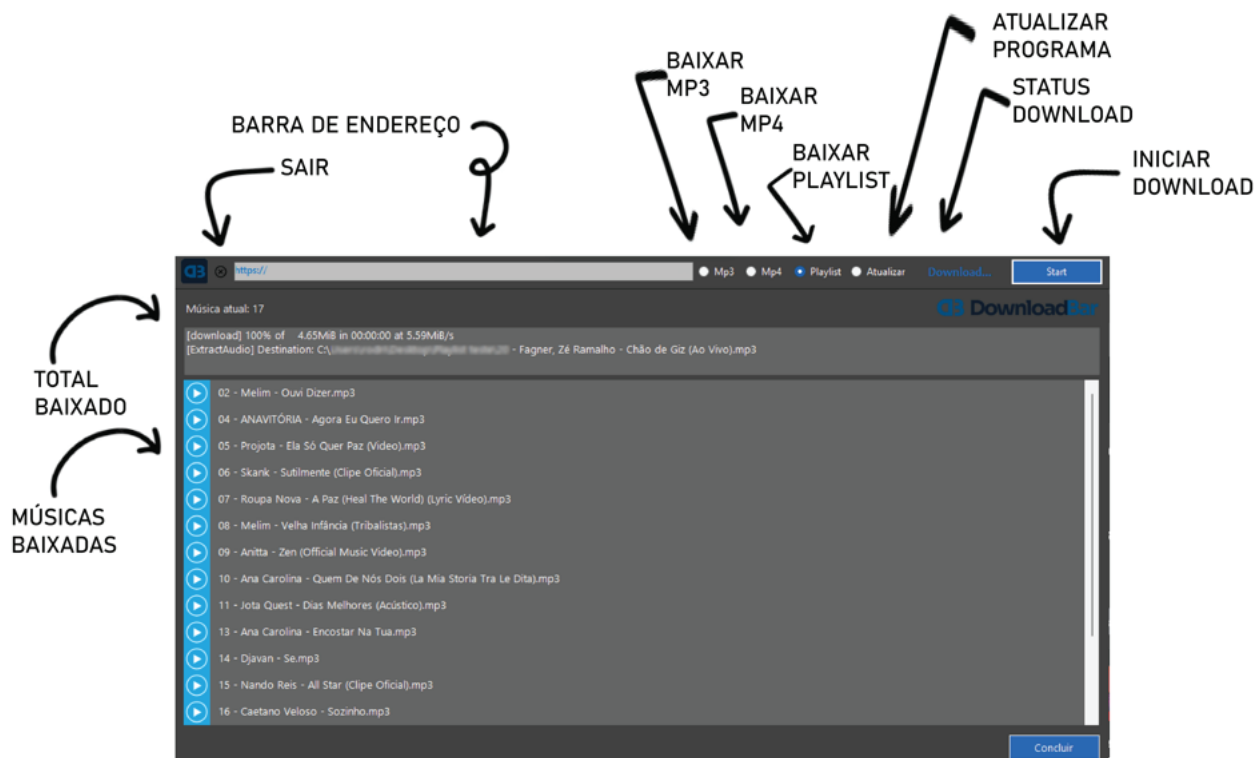 ATUALIZAR
PROGRAMA
BAIXAR
MP3
STATUS
DOWNLOAD
BAIXAR
MP4
BARRA DE ENDEREÇO
BAIXAR
PLAYLIST
INICIAR
DOWNLOAD
SAIR
DB https:// Mp3 Mp4 Playlist Atualizar Download... Start
Música atual: 17
DB DownloadBar
[download] 100% of 4.65MiB in 00:00:00 at 5.59MiB/s
[ExtractAudio] Destination: C:\ - Fagner, Zé Ramalho - Chão de Giz (Ao Vivo).mp3
TOTAL
BAIXADO
02 - Melim - Ouvi Dizer.mp3
04 - ANAVITÓRIA - Agora Eu Quero Ir.mp3
05 - Projota - Ela Só Quer Paz (Video).mp3
06 - Skank - Sutilmente (Clipe Oficial).mp3
07 - Roupa Nova - A Paz (Heal The World) (Lyric Vídeo).mp3
MÚSICAS
BAIXADAS
08 - Melim - Velha Infância (Tribalistas).mp3
09 - Anitta - Zen (Official Music Video).mp3
10 - Ana Carolina - Quem De Nós Dois (La Mia Storia Tra Le Dita).mp3
11 - Jota Quest - Dias Melhores (Acústico).mp3
13 - Ana Carolina - Encostar Na Tua.mp3
14 - Djavan - Se.mp3
15 - Nando Reis - All Star (Clipe Oficial).mp3
16 - Caetano Veloso - Sozinho.mp3
Concluir